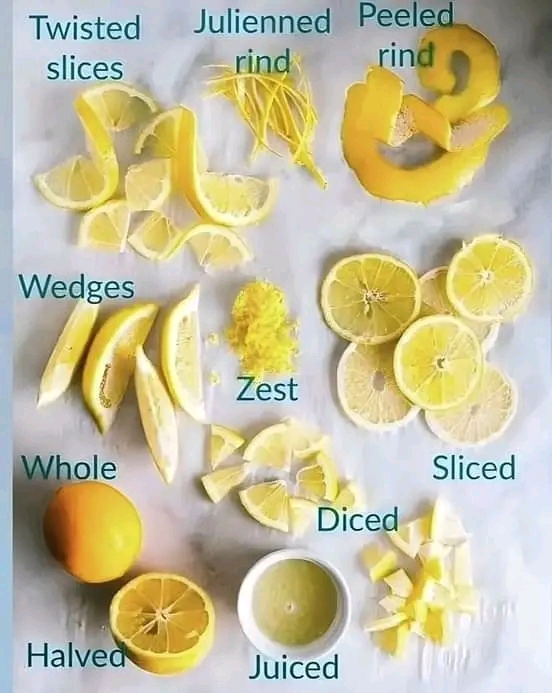 Twisted
slices
Julienned
rind
Peeled
rind
Wedges
Zest
Whole
Sliced
Diced
Halved
Juiced